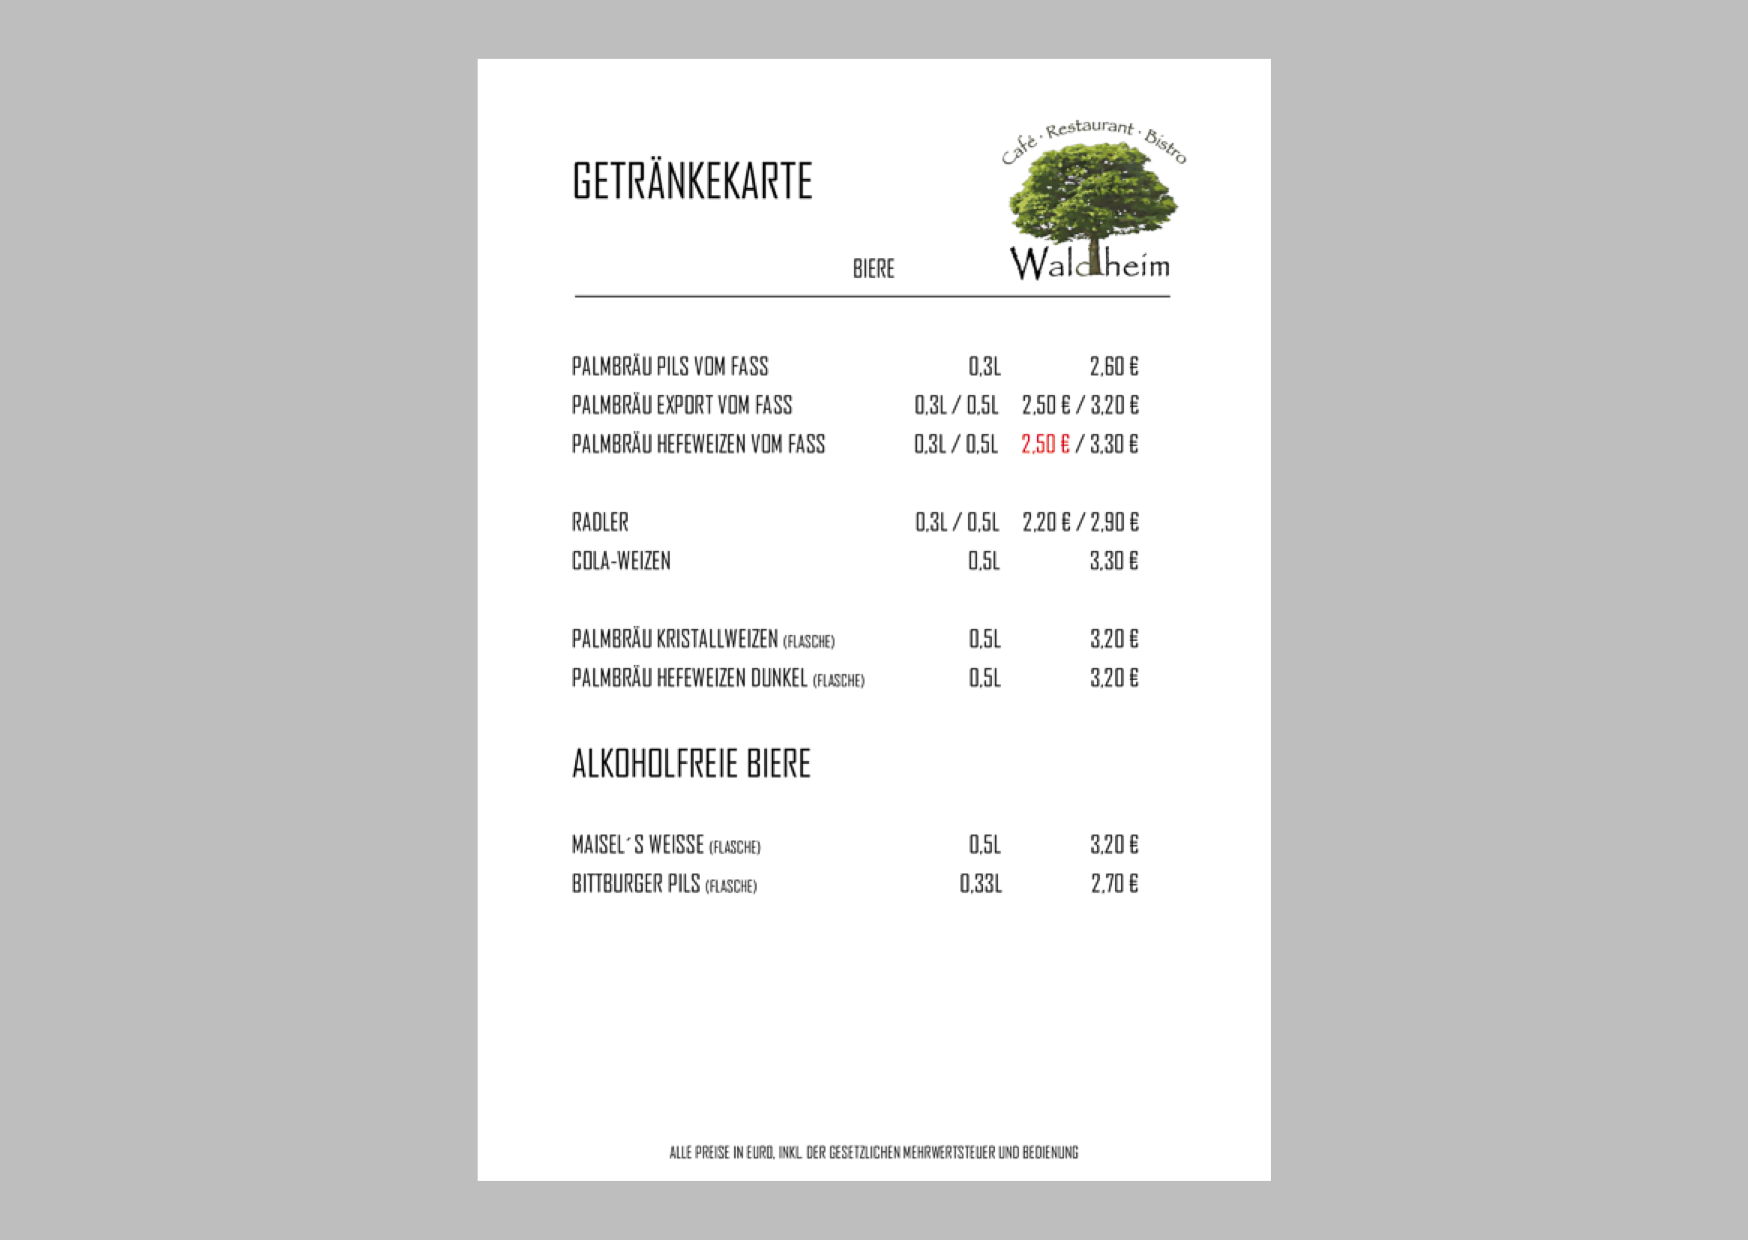 Café · Restaurant · Bistro
GETRÄNKEKARTE
Waldheim
BIERE
PALMBRÄU PILS VOM FASS 0,3L 2,60 €
PALMBRÄU EXPORT VOM FASS 0,3L / 0,5L 2,50 € / 3,20 €
PALMBRÄU HEFEWEIZEN VOM FASS 0,3L / 0,5L 2,50 € / 3,30 €
RADLER 0,3L / 0,5L 2,20 € / 2,90 €
COLA-WEIZEN 0,5L 3,30 €
PALMBRÄU KRISTALLWEIZEN (FLASCHE) 0,5L 3,20 €
PALMBRÄU HEFEWEIZEN DUNKEL (FLASCHE) 0,5L 3,20 €
ALKOHOLFREIE BIERE
MAISEL´S WEISSE (FLASCHE) 0,5L 3,20 €
BITTBURGER PILS (FLASCHE) 0,33L 2,70 €
ALLE PREISE IN EURO, INKL. DER GESETZLICHEN MEHRWERTSTEUER UND BEDIENUNG